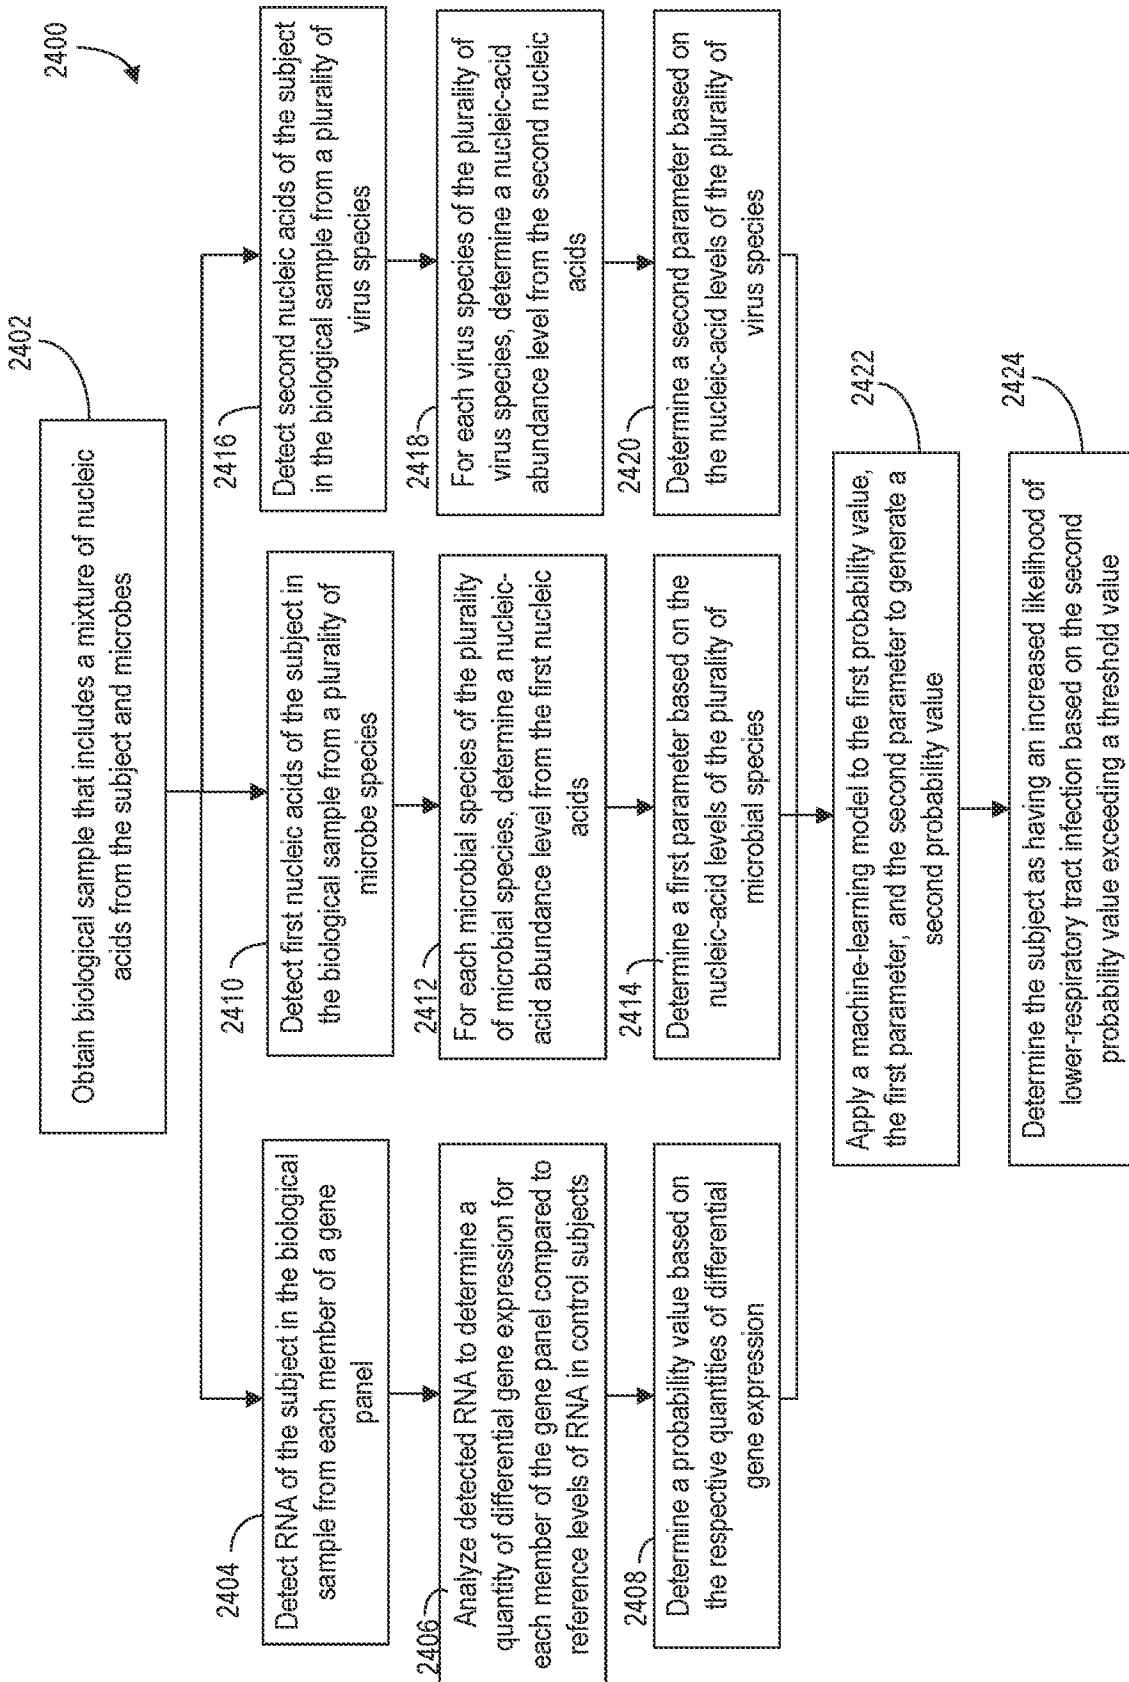 2400
2402
Obtain biological sample that includes a mixture of nucleic
acids from the subject and microbes
2404
Detect RNA of the subject in the biological
sample from each member of a gene
panel
2406
Analyze detected RNA to determine a
quantity of differential gene expression for
each member of the gene panel compared to
reference levels of RNA in control subjects
2408
Determine a probability value based on
the respective quantities of differential
gene expression
2410
Detect first nucleic acids of the subject in
the biological sample from a plurality of
microbe species
2412
For each microbial species of the plurality
of microbial species, determine a nucleic-
acid abundance level from the first nucleic
acids
2414
Determine a first parameter based on the
nucleic-acid levels of the plurality of
microbial species
2416
Detect second nucleic acids of the subject
in the biological sample from a plurality of
virus species
2418
For each virus species of the plurality of
virus species, determine a nucleic-acid
abundance level from the second nucleic
acids
2420
Determine a second parameter based on
the nucleic-acid levels of the plurality of
virus species
2422
Apply a machine-learning model to the first probability value,
the first parameter, and the second parameter to generate a
second probability value
2424
Determine the subject as having an increased likelihood of
lower-respiratory tract infection based on the second
probability value exceeding a threshold value